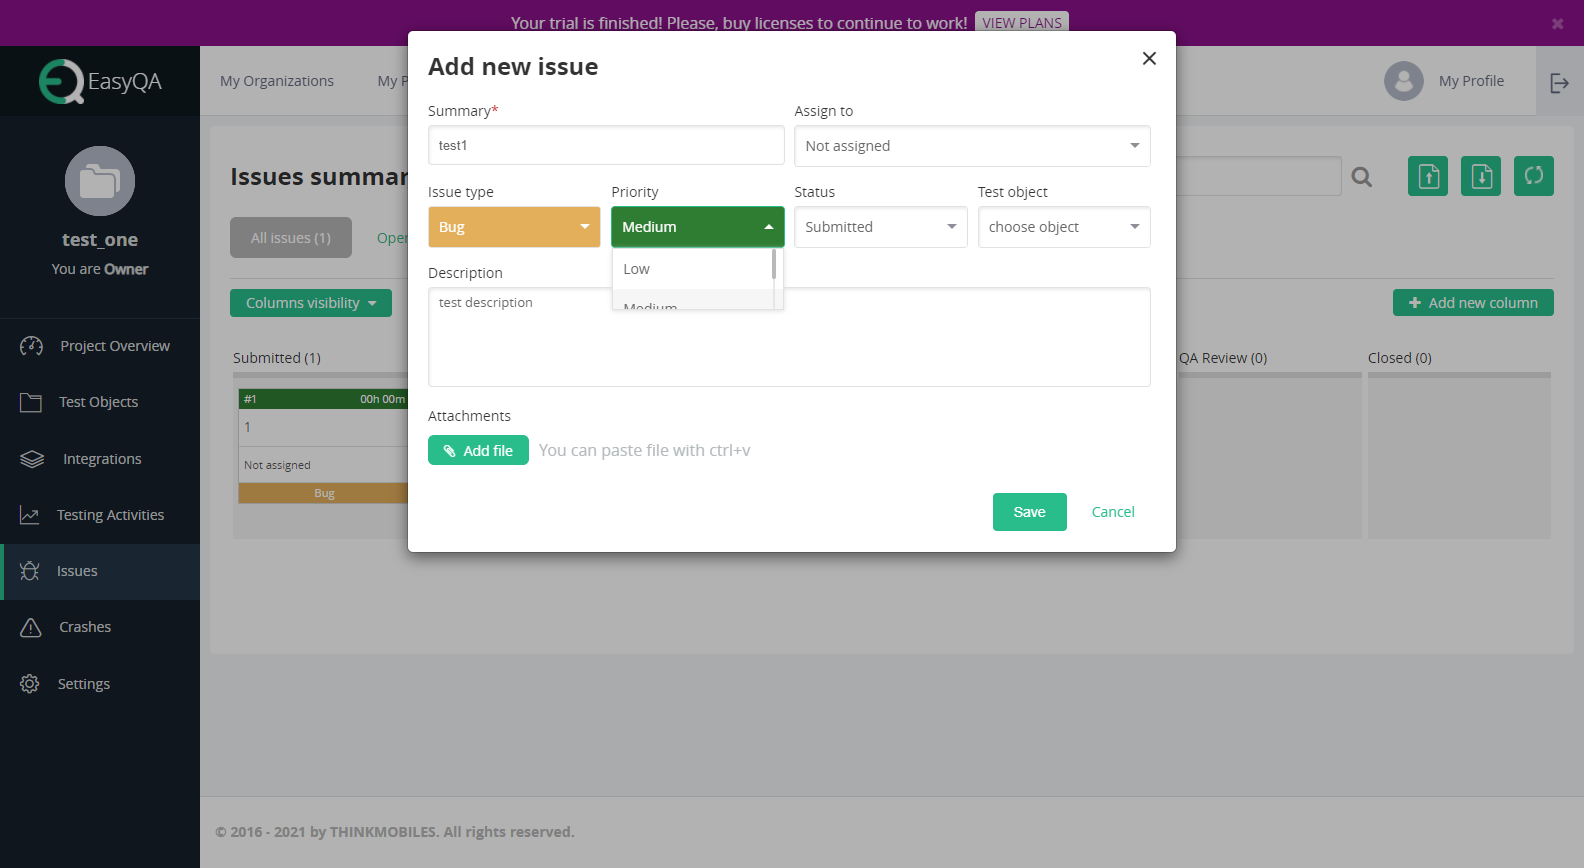 Your trial is finished! Please, buy licenses to continue to work! VIEW PLANS
EasyQA
My Organizations
My P
My Profile
test_one
You are Owner
Project Overview
Test Objects
Integrations
Testing Activities
Issues
Crashes
Settings
Issues summar
All issues (1)
Open
Columns visibility
Add new column
Submitted (1)
#1 00h 00m
1
Not assigned
Bug
QA Review (0)
Closed (0)
Add new issue
Summary*
test1
Assign to
Not assigned
Issue type
Bug
Priority
Medium
Low
Medium
Status
Submitted
Test object
choose object
Description
test description
Attachments
Add file
You can paste file with ctrl+v
Save
Cancel
© 2016 - 2021 by THINKMOBILES. All rights reserved.